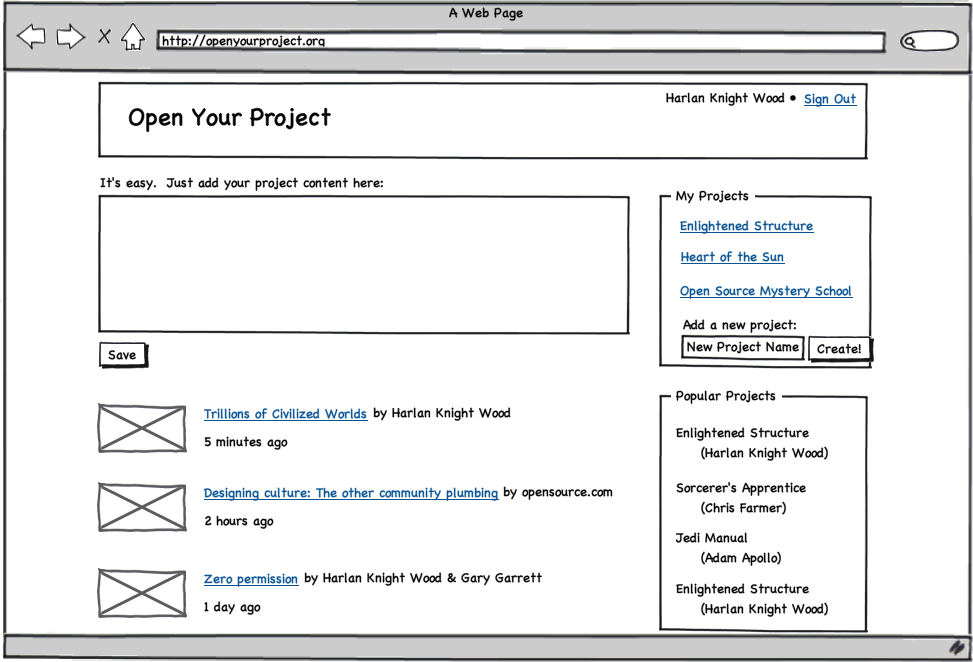 A Web Page
http://openyourproject.org
Open Your Project
Harlan Knight Wood • Sign Out
It's easy. Just add your project content here:
Save
Trillions of Civilized Worlds by Harlan Knight Wood
5 minutes ago
Designing culture: The other community plumbing by opensource.com
2 hours ago
Zero permission by Harlan Knight Wood & Gary Garrett
1 day ago
My Projects
Enlightened Structure
Heart of the Sun
Open Source Mystery School
Add a new project:
New Project Name Create!
Popular Projects
Enlightened Structure
(Harlan Knight Wood)
Sorcerer's Apprentice
(Chris Farmer)
Jedi Manual
(Adam Apollo)
Enlightened Structure
(Harlan Knight Wood)